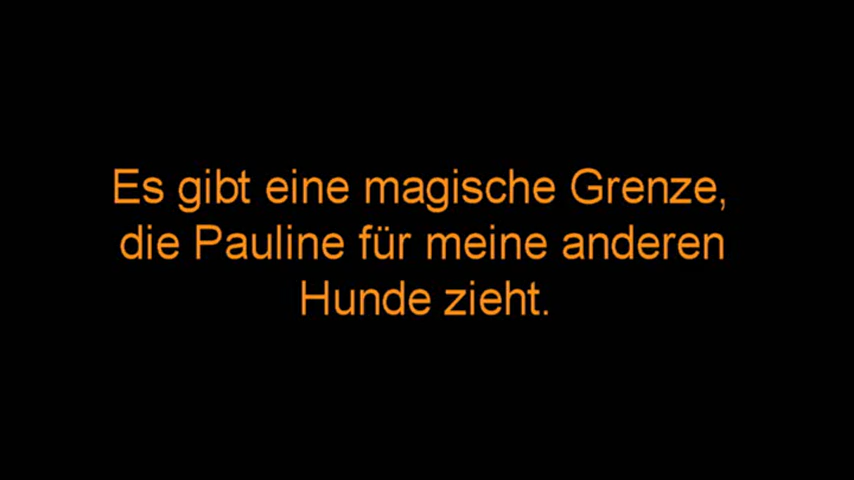 Es gibt eine magische Grenze,
die Pauline für meine anderen
Hunde zieht.